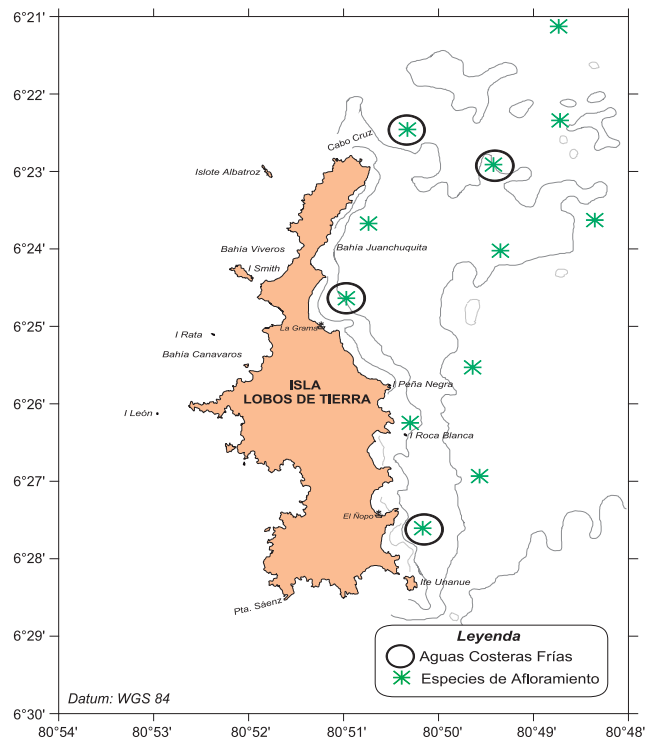 6°21'
6°22'
6°23'
6°24'
6°25'
6°26'
6°27'
6°28'
6°29'
6°30'
Cabo Cruz
Islote Albatroz
Bahía Viveros
Bahía Juanchuquita
I Smith
La Grama
I Rata
Bahía Canavaros
ISLA
LOBOS DE TIERRA
I Peña Negra
I León
I Roca Blanca
El Ñopo
Ite Unanue
Pta. Sáenz
Leyenda
Aguas Costeras Frías
Especies de Afloramiento
Datum: WGS 84
80°54' 80°53' 80°52' 80°51' 80°50' 80°49' 80°48'